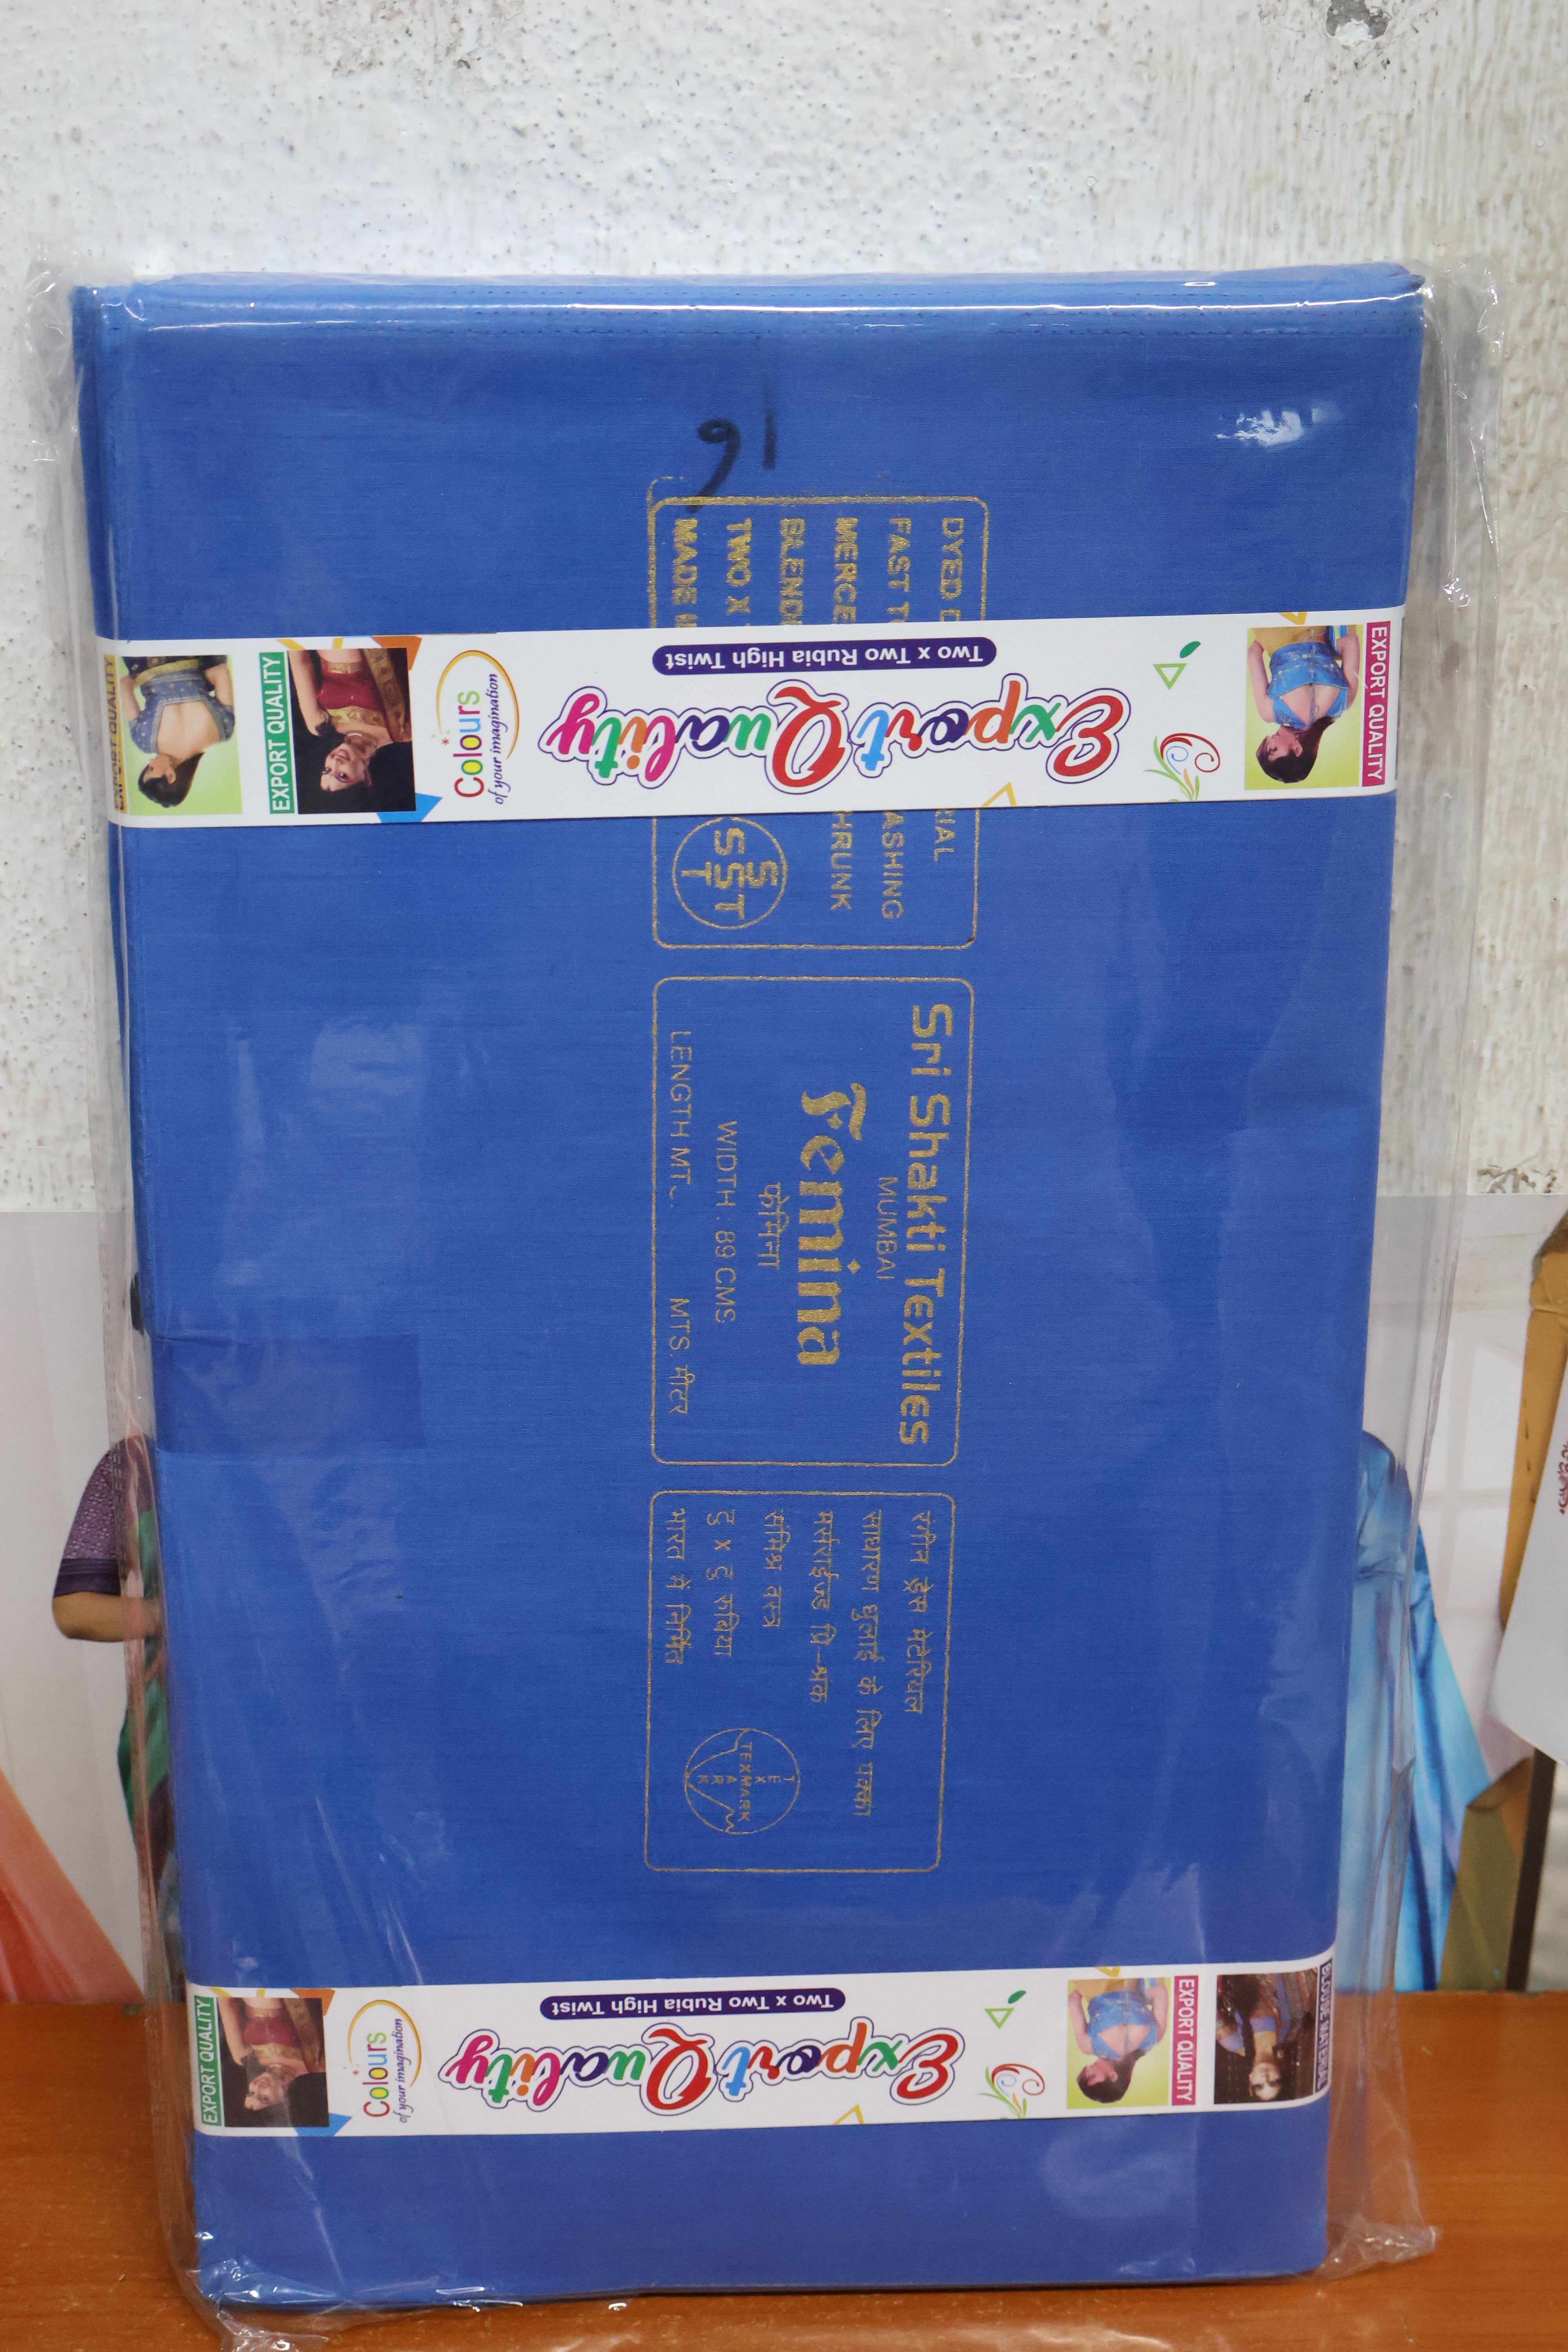 16
DYED
FAST
MERCE
BLEND
TWO X
MADE
IAL
ASHING
HRUNK
SST
Two x Two Rubia High Twist
Export Quality
Colours
of your imagination
EXPORT QUALITY
EXPORT QUALITY
EXPORT QUALITY
Sri Shakti Textiles
MUMBAI
Femina
फेमिना
WIDTH : 89 CMS
LENGTH MT. MTS. मीटर
रंगीन ड्रेस मेटेरियल
साधारण धुलाई के लिए पक्का
मर्सराईज्ड प्रि-श्रंक
संमिश्र वस्त्र
टु x टु रुबिया
भारत में निर्मित
TEXMARK
TEXMARK
Two x Two Rubia High Twist
Export Quality
Colours
of your imagination
EXPORT QUALITY
EXPORT QUALITY
BLOUSE MATERIAL